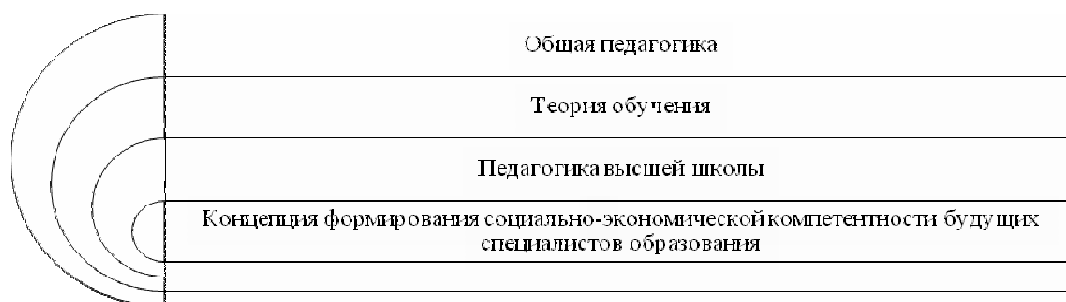 Общая педагогика
Теория обучения
Педагогика высшей школы
Концепция формирования социально-экономической компетентности будущих
специалистов образования